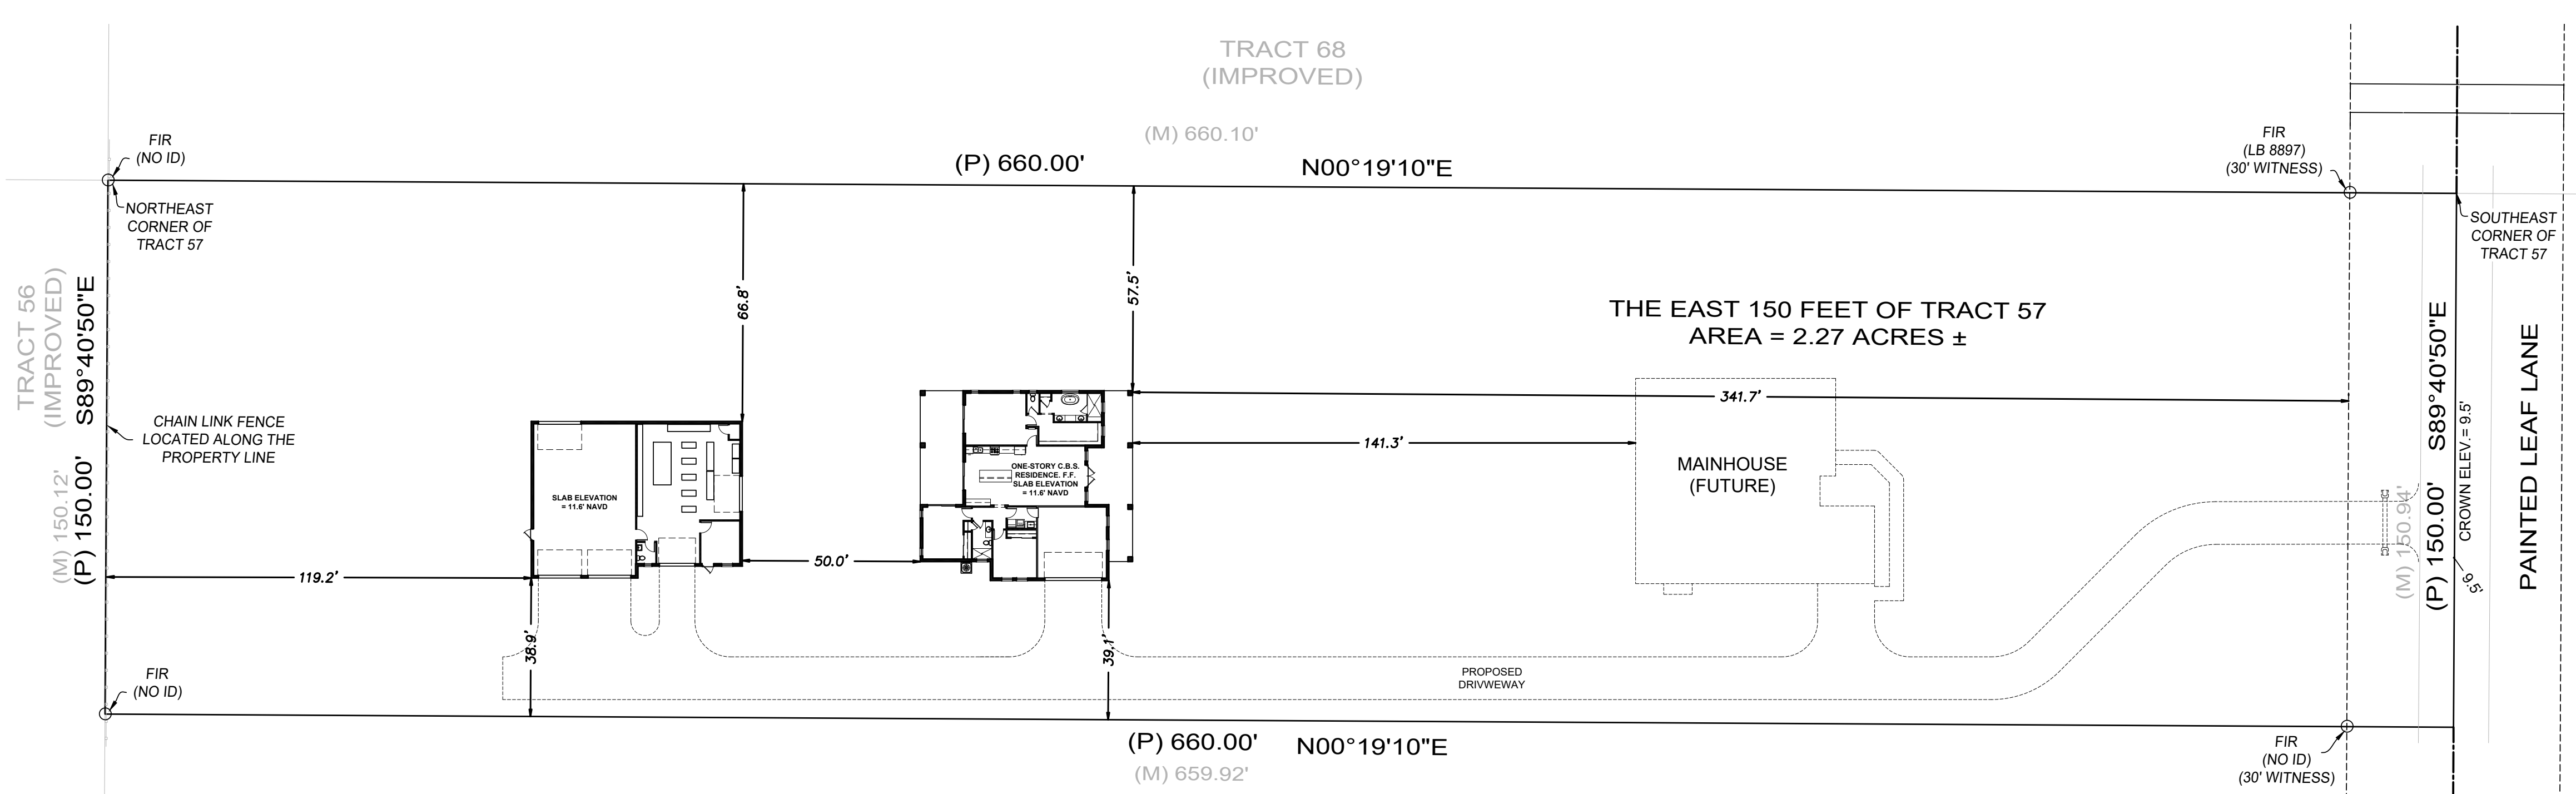 TRACT 68
(IMPROVED)
(M) 660.10'
(P) 660.00'
N00°19'10"E
FIR
(NO ID)
NORTHEAST
CORNER OF
TRACT 57
FIR
(LB 8897)
(30' WITNESS)
SOUTHEAST
CORNER OF
TRACT 57
TRACT 56
(IMPROVED)
S89°40'50"E
(P) 150.00'
(M) 150.12'
CHAIN LINK FENCE
LOCATED ALONG THE
PROPERTY LINE
66.8'
57.5'
THE EAST 150 FEET OF TRACT 57
AREA = 2.27 ACRES ±
341.7'
141.3'
MAINHOUSE
(FUTURE)
SLAB ELEVATION
= 11.6' NAVD
ONE-STORY C.B.S.
RESIDENCE. F.F.
SLAB ELEVATION
= 11.6' NAVD
119.2'
50.0'
38.9'
39.1'
PROPOSED
DRIVWEWAY
S89°40'50"E
(P) 150.00'
(M) 150.94'
CROWN ELEV.= 9.5'
9.5'
PAINTED LEAF LANE
FIR
(NO ID)
(P) 660.00'
N00°19'10"E
(M) 659.92'
FIR
(NO ID)
(30' WITNESS)